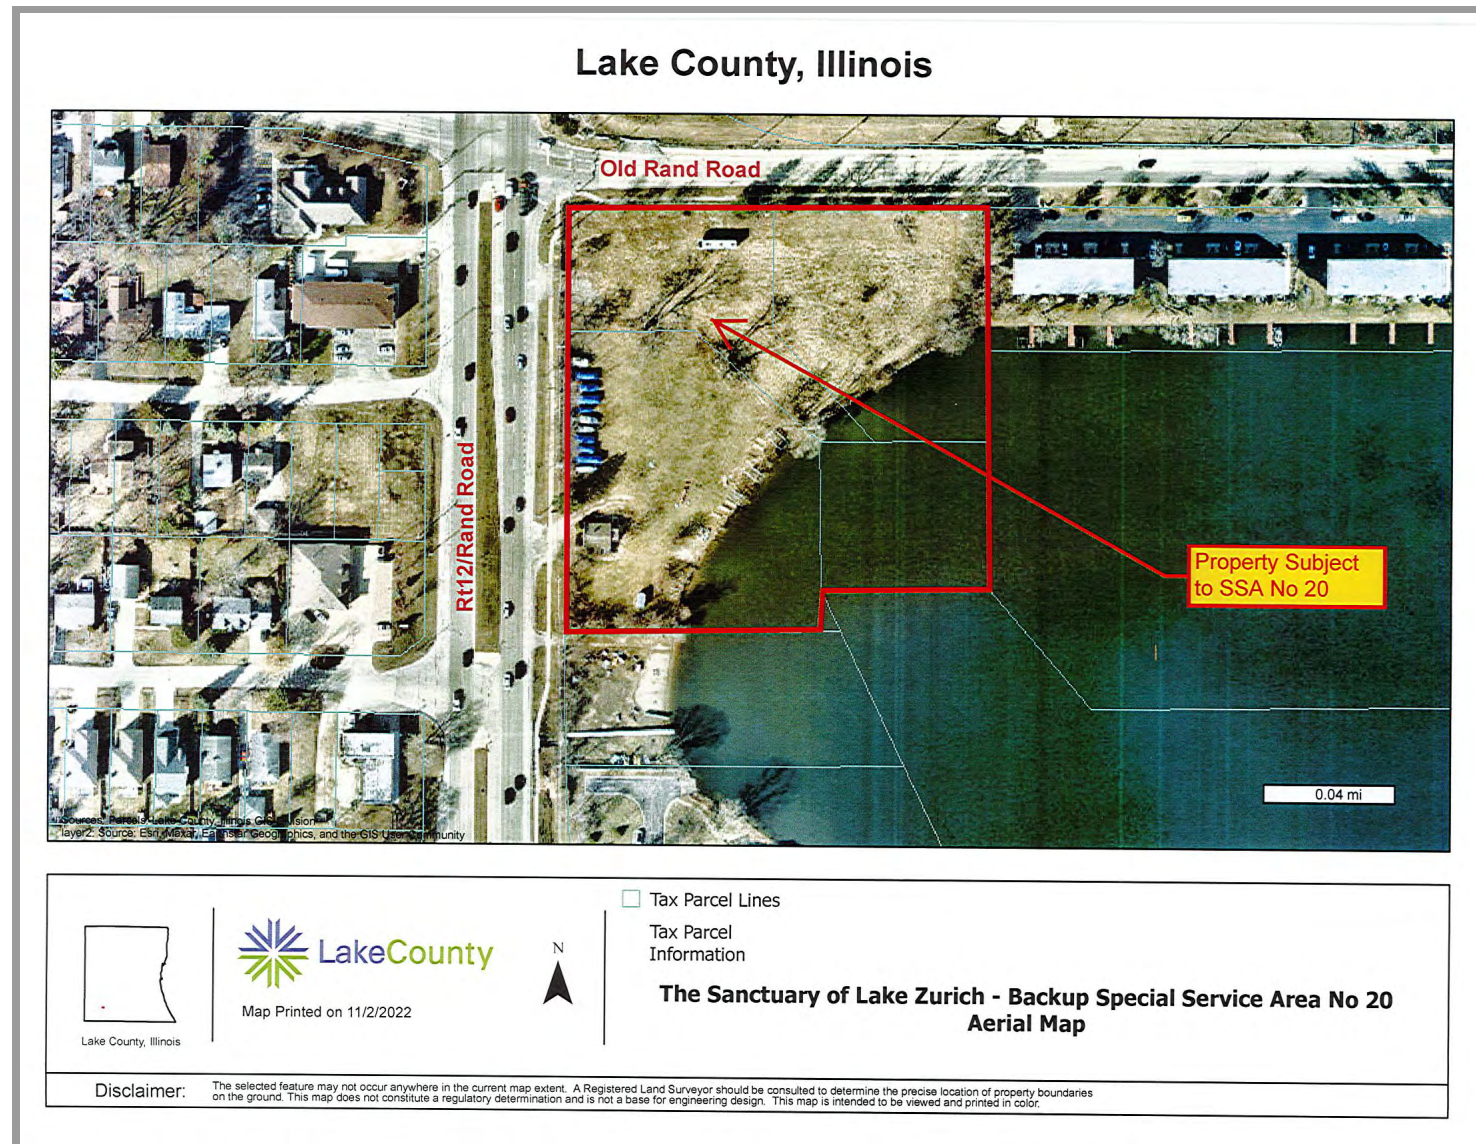 Lake County, Illinois
Old Rand Road
Rt12/Rand Road
Property Subject
to SSA No 20
0.04 mi
Sources: Parcels- Lake County, Illinois GIS Division
layer2: Source: Esri, Maxar, Earthstar Geographics, and the GIS User Community
Tax Parcel Lines
Tax Parcel
Information
LakeCounty
N
Map Printed on 11/2/2022
The Sanctuary of Lake Zurich - Backup Special Service Area No 20
Aerial Map
Lake County, Illinois
Disclaimer:
The selected feature may not occur anywhere in the current map extent. A Registered Land Surveyor should be consulted to determine the precise location of property boundaries
on the ground. This map does not constitute a regulatory determination and is not a base for engineering design. This map is intended to be viewed and printed in color.